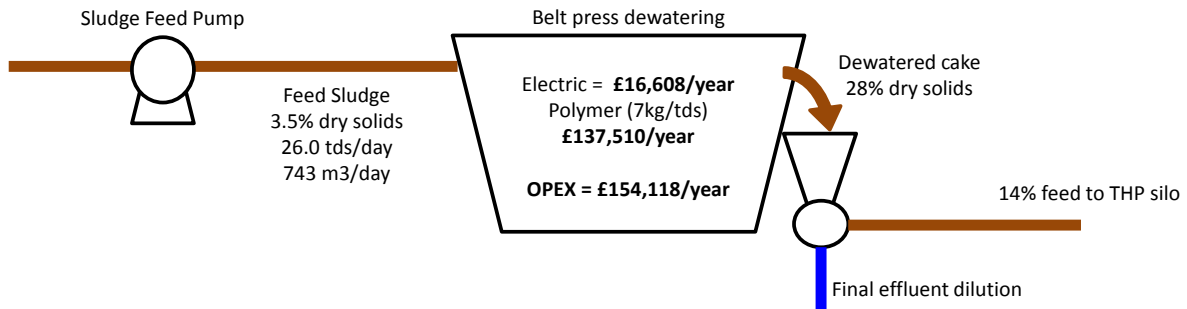 Sludge Feed Pump
Feed Sludge
3.5% dry solids
26.0 tds/day
743 m3/day
Belt press dewatering
Electric = £16,608/year
Polymer (7kg/tds)
£137,510/year
OPEX = £154,118/year
Dewatered cake
28% dry solids
14% feed to THP silo
Final effluent dilution